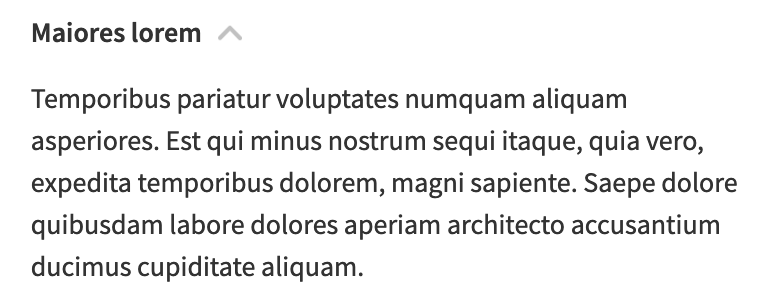 Maiores lorem
Temporibus pariatur voluptates numquam aliquam
asperiores. Est qui minus nostrum sequi itaque, quia vero,
expedita temporibus dolorem, magni sapiente. Saepe dolore
quibusdam labore dolores aperiam architecto accusantium
ducimus cupiditate aliquam.